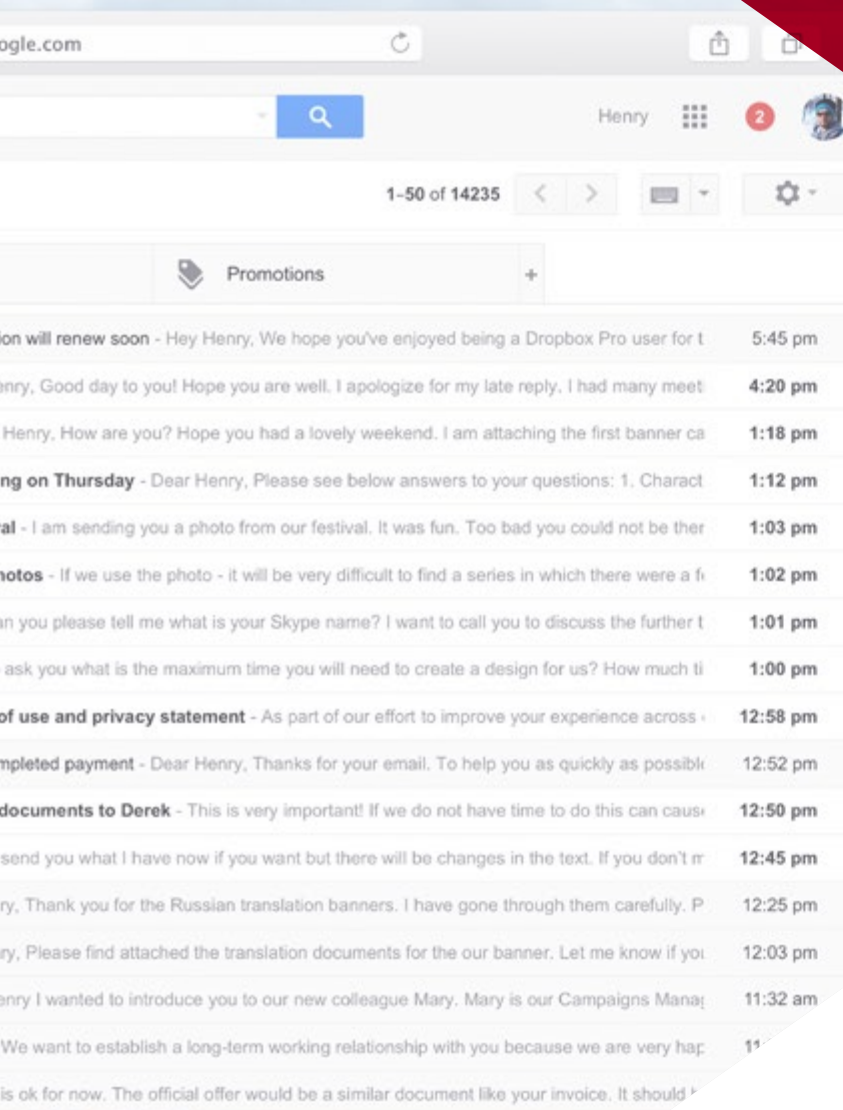 ogle.com
Henry 2
1-50 of 14235
Promotions +
ion will renew soon - Hey Henry, We hope you've enjoyed being a Dropbox Pro user for t 5:45 pm
enry, Good day to you! Hope you are well. I apologize for my late reply. I had many meet 4:20 pm
Henry, How are you? Hope you had a lovely weekend. I am attaching the first banner ca 1:18 pm
ng on Thursday - Dear Henry, Please see below answers to your questions: 1. Charact 1:12 pm
al - I am sending you a photo from our festival. It was fun. Too bad you could not be ther 1:03 pm
hotos - If we use the photo - it will be very difficult to find a series in which there were a f 1:02 pm
an you please tell me what is your Skype name? I want to call you to discuss the further t 1:01 pm
ask you what is the maximum time you will need to create a design for us? How much ti 1:00 pm
of use and privacy statement - As part of our effort to improve your experience across 12:58 pm
mpleted payment - Dear Henry, Thanks for your email. To help you as quickly as possible 12:52 pm
documents to Derek - This is very important! If we do not have time to do this can cause 12:50 pm
send you what I have now if you want but there will be changes in the text. If you don't m 12:45 pm
ry, Thank you for the Russian translation banners. I have gone through them carefully. P 12:25 pm
ry, Please find attached the translation documents for the our banner. Let me know if you 12:03 pm
enry I wanted to introduce you to our new colleague Mary. Mary is our Campaigns Manag 11:32 am
We want to establish a long-term working relationship with you because we are very hap 11
is ok for now. The official offer would be a similar document like your invoice. It should